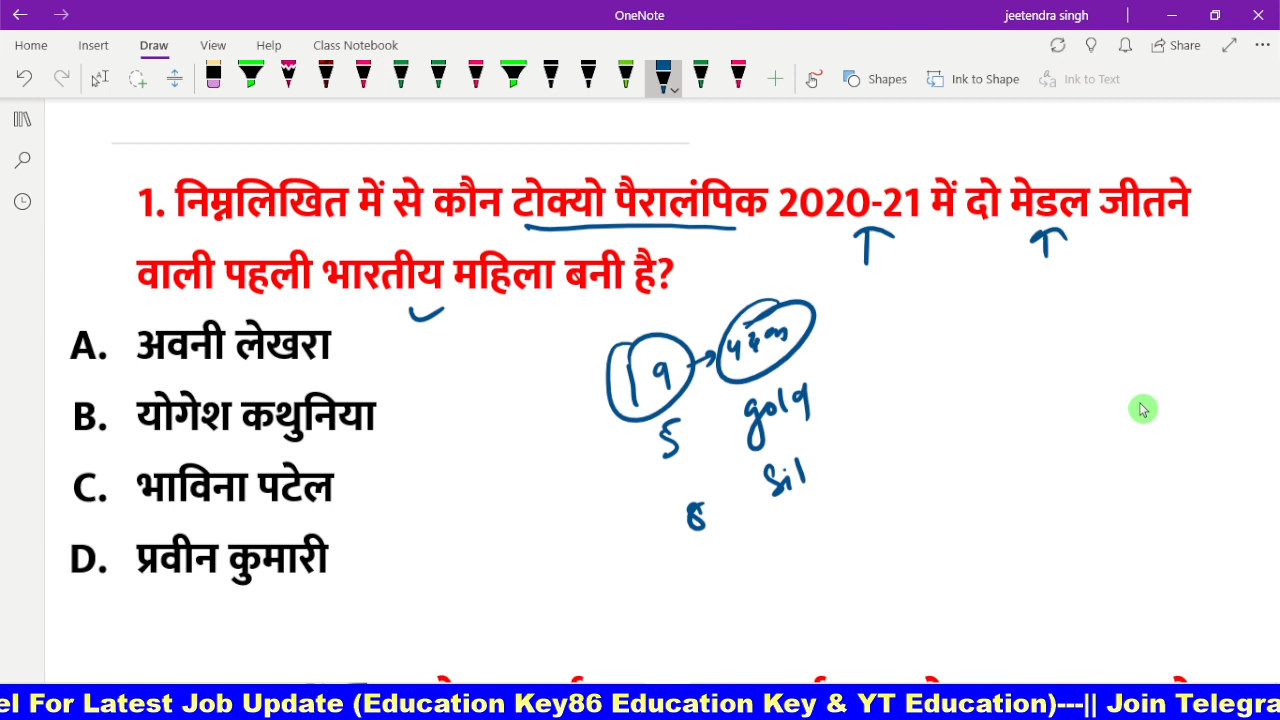 OneNote
jeetendra singh
Home Insert Draw View Help Class Notebook
Share
Shapes Ink to Shape Ink to Text
1. निम्नलिखित में से कौन टोक्यो पैरालंपिक 2020-21 में दो मेडल जीतने
वाली पहली भारतीय महिला बनी है?
A. अवनी लेखरा
B. योगेश कथुनिया
C. भाविना पटेल
D. प्रवीन कुमारी
19 → पदक
5 gold
8 Sil
el For Latest Job Update (Education Key86 Education Key & YT Education)---|| Join Telegra